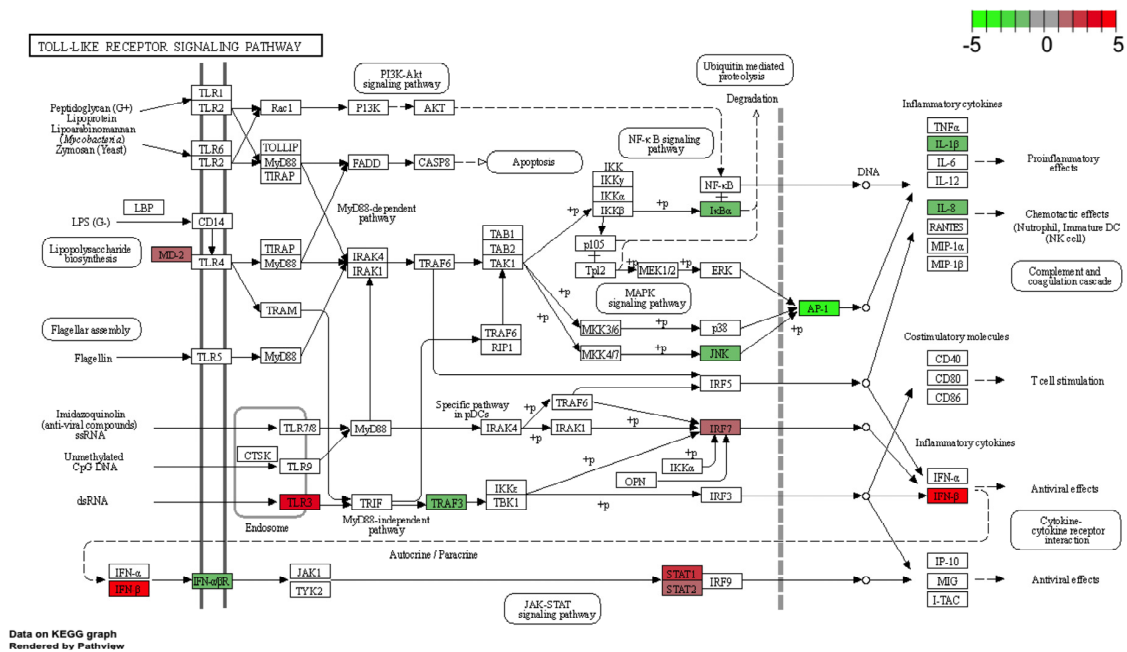 -5 0 5
TOLL-LIKE RECEPTOR SIGNALING PATHWAY
PI3K-Akt
signaling pathway
Ubiquitin mediated
proteolysis
Degradation
Peptidoglycan (G+)
Lipoprotein
Lipoarabinomannan
(Mycobacteria)
Zymosan (Yeast)
TLR1
TLR2
TLR6
TLR2
Rac1
PI3K
AKT
TOLLIP
MyD88
TIRAP
FADD
CASP8
Apoptosis
MyD88-dependent
pathway
NF-κB signaling
pathway
IKK
IKKγ
IKKα
IKKβ
+p
+p
NF-κB
IκBα
DNA
Inflammatory cytokines
TNFα
IL-1β
IL-6
IL-12
Proinflammatory
effects
IL-8
RANTES
MIP-1α
MIP-1β
Chemotactic effects
(Nutrophil, Immature DC
(NK cell)
Complement and
coagulation cascade
LBP
LPS (G-)
CD14
Lipopolysaccharide
biosynthesis
MD-2
TLR4
TIRAP
MyD88
IRAK4
IRAK1
TRAF6
TAB1
TAB2
TAK1
p105
Tpl2
+p
MEK1/2
+p
ERK
MAPK
signaling pathway
AP-1
TRAM
TRAF6
RIP1
+p
+p
MKK3/6
+p
p38
MKK4/7
+p
JNK
+p
Flagellar assembly
Flagellin
TLR5
MyD88
IRF5
Costimulatory molecules
CD40
CD80
CD86
T cell stimulation
Imidazoquinolin
(anti-viral compounds)
ssRNA
TLR7/8
MyD88
Specific pathway
in pDCs
IRAK4
+p
+p
TRAF6
IRAK1
+p
IRF7
Unmethylated
CpG DNA
CTSK
TLR9
IKKα
OPN
+p
dsRNA
TLR3
Endosome
TRIF
MyD88-independent
pathway
TRAF3
IKKε
TBK1
+p
IRF3
Inflammatory cytokines
IFN-α
IFN-β
Antiviral effects
Cytokine-
cytokine receptor
interaction
Autocrine / Paracrine
IFN-α
IFN-β
IFN-α/βR
JAK1
TYK2
JAK-STAT
signaling pathway
STAT1
STAT2
IRF9
IP-10
MIG
I-TAC
Antiviral effects
Data on KEGG graph
Rendered by Pathview